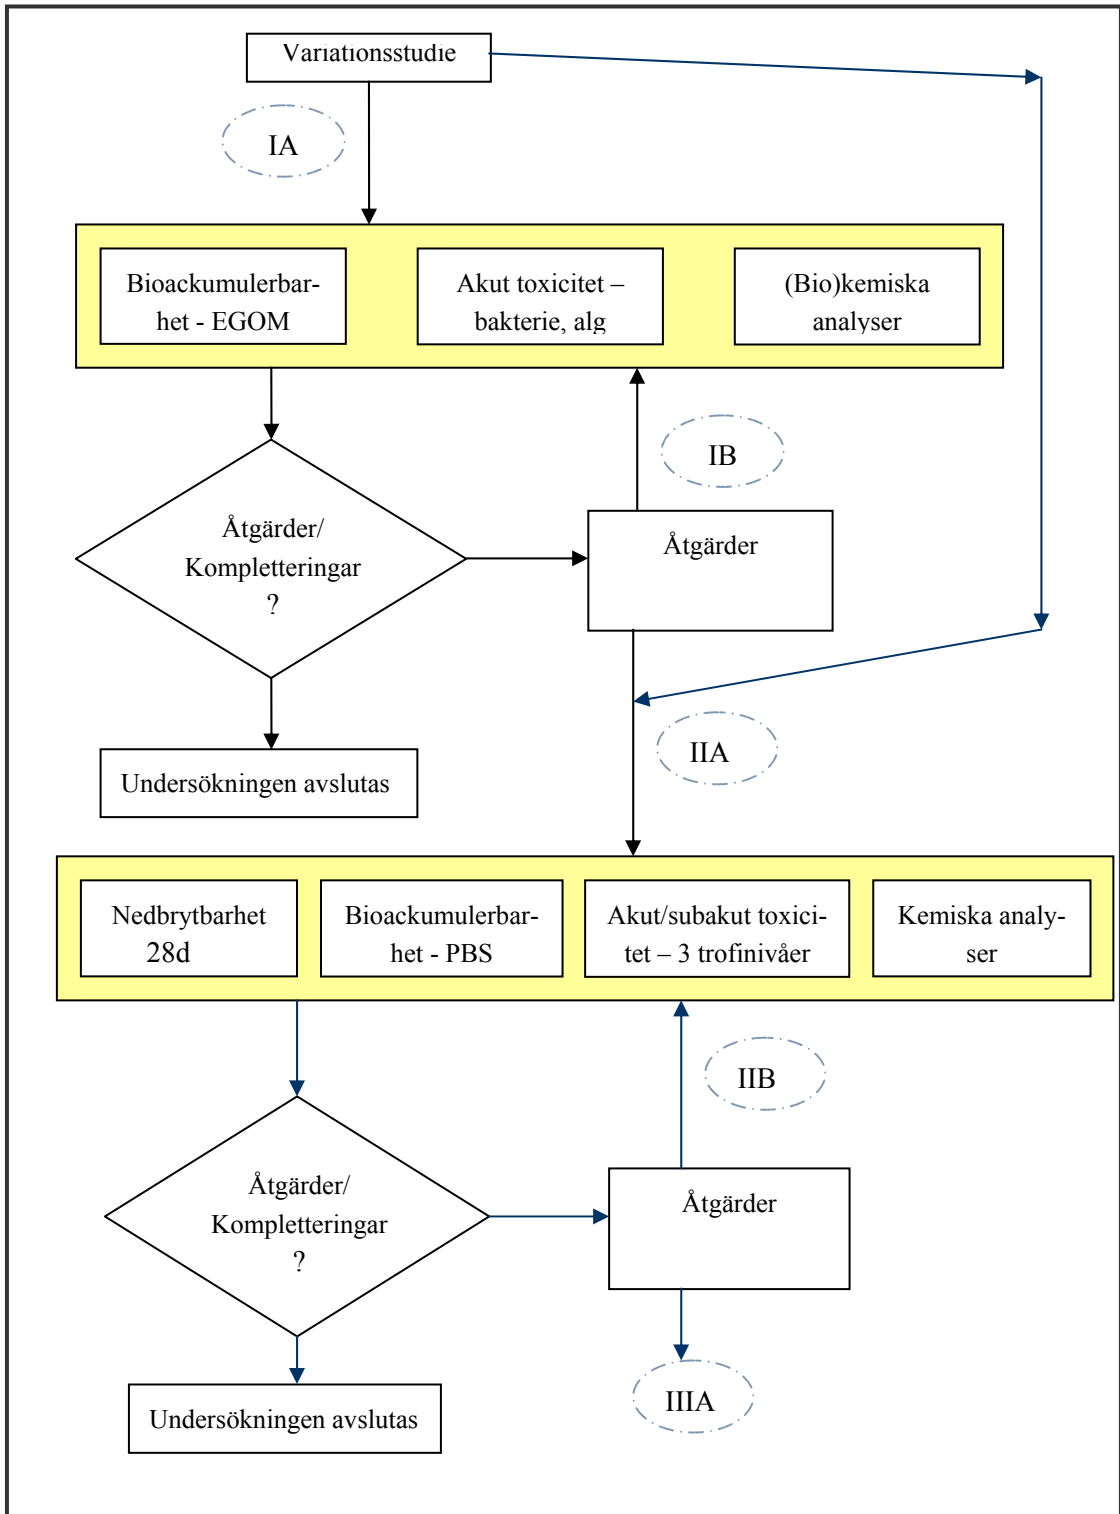 Variationsstudie
IA
Bioackumulerbar-
het - EGOM
Akut toxicitet –
bakterie, alg
(Bio)kemiska
analyser
IB
Åtgärder/
Kompletteringar
?
Åtgärder
IIA
Undersökningen avslutas
Nedbrytbarhet
28d
Bioackumulerbar-
het - PBS
Akut/subakut toxici-
tet – 3 trofinivåer
Kemiska analy-
ser
IIB
Åtgärder/
Kompletteringar
?
Åtgärder
IIIA
Undersökningen avslutas